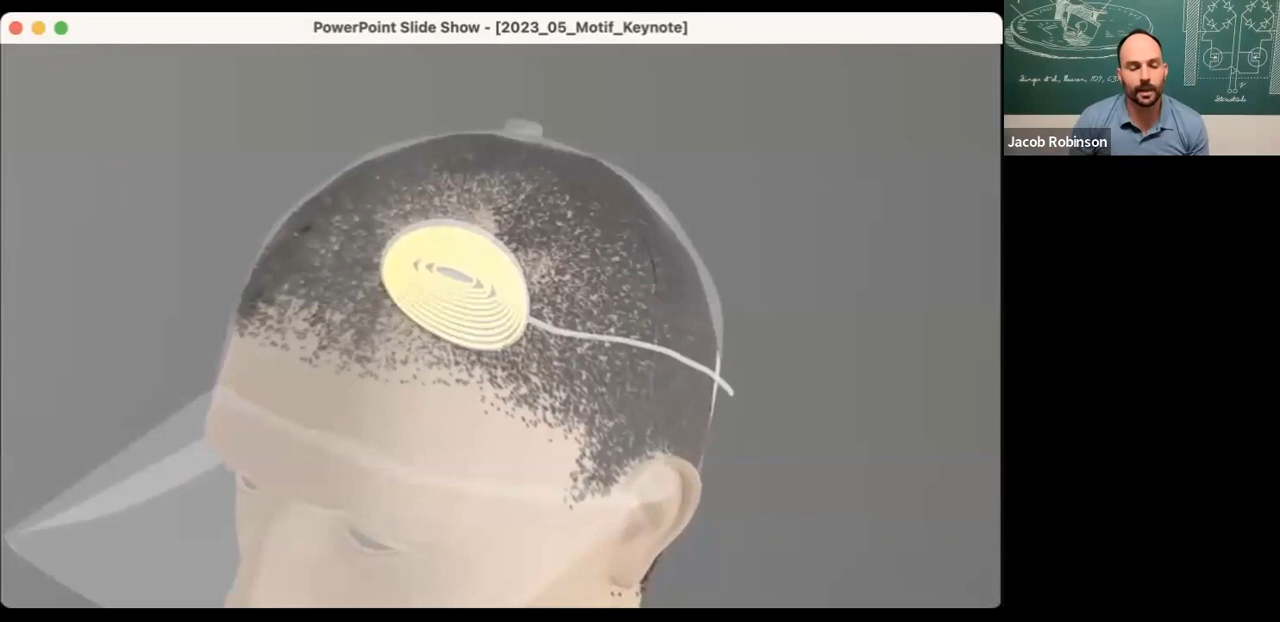 PowerPoint Slide Show - [2023_05_Motif_Keynote]
Jacob Robinson